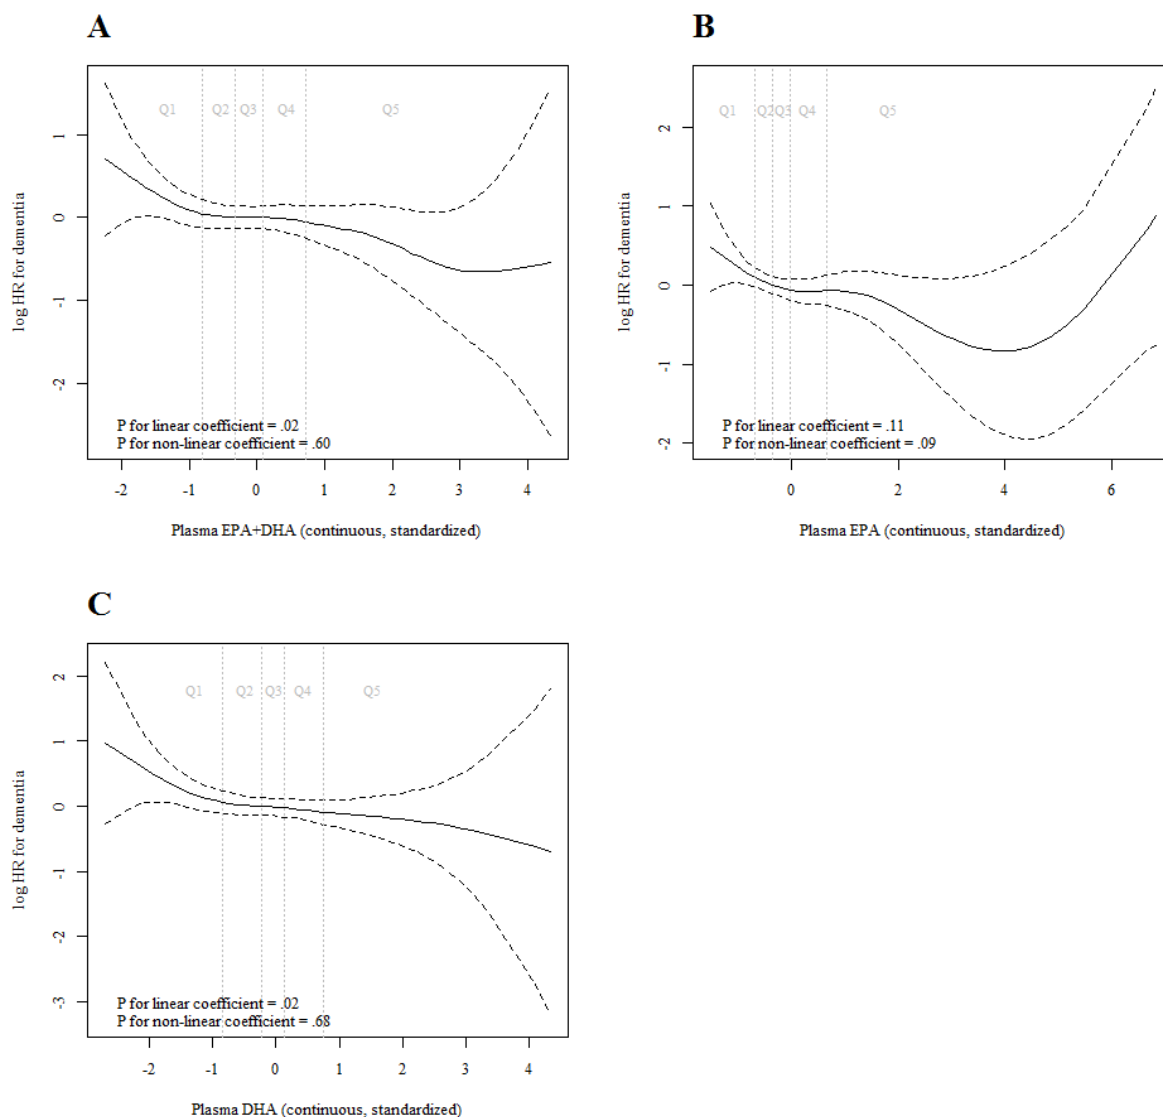 A
Q1 Q2 Q3 Q4 Q5
1
0
-1
-2
log HR for dementia
P for linear coefficient = .02
P for non-linear coefficient = .60
-2 -1 0 1 2 3 4
Plasma EPA+DHA (continuous, standardized)
B
Q1 Q2 Q3 Q4 Q5
2
1
0
-1
-2
log HR for dementia
P for linear coefficient = .11
P for non-linear coefficient = .09
0 2 4 6
Plasma EPA (continuous, standardized)
C
Q1 Q2 Q3 Q4 Q5
2
1
0
-1
-2
-3
log HR for dementia
P for linear coefficient = .02
P for non-linear coefficient = .68
-2 -1 0 1 2 3 4
Plasma DHA (continuous, standardized)